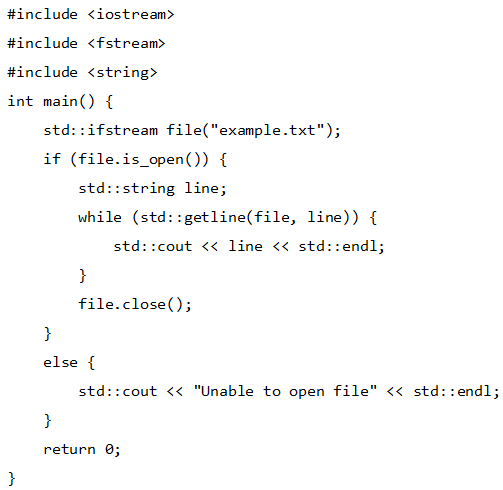 #include <iostream>
#include <fstream>
#include <string>
int main() {
    std::ifstream file("example.txt");
    if (file.is_open()) {
        std::string line;
        while (std::getline(file, line)) {
            std::cout << line << std::endl;
        }
        file.close();
    }
    else {
        std::cout << "Unable to open file" << std::endl;
    }
    return 0;
}